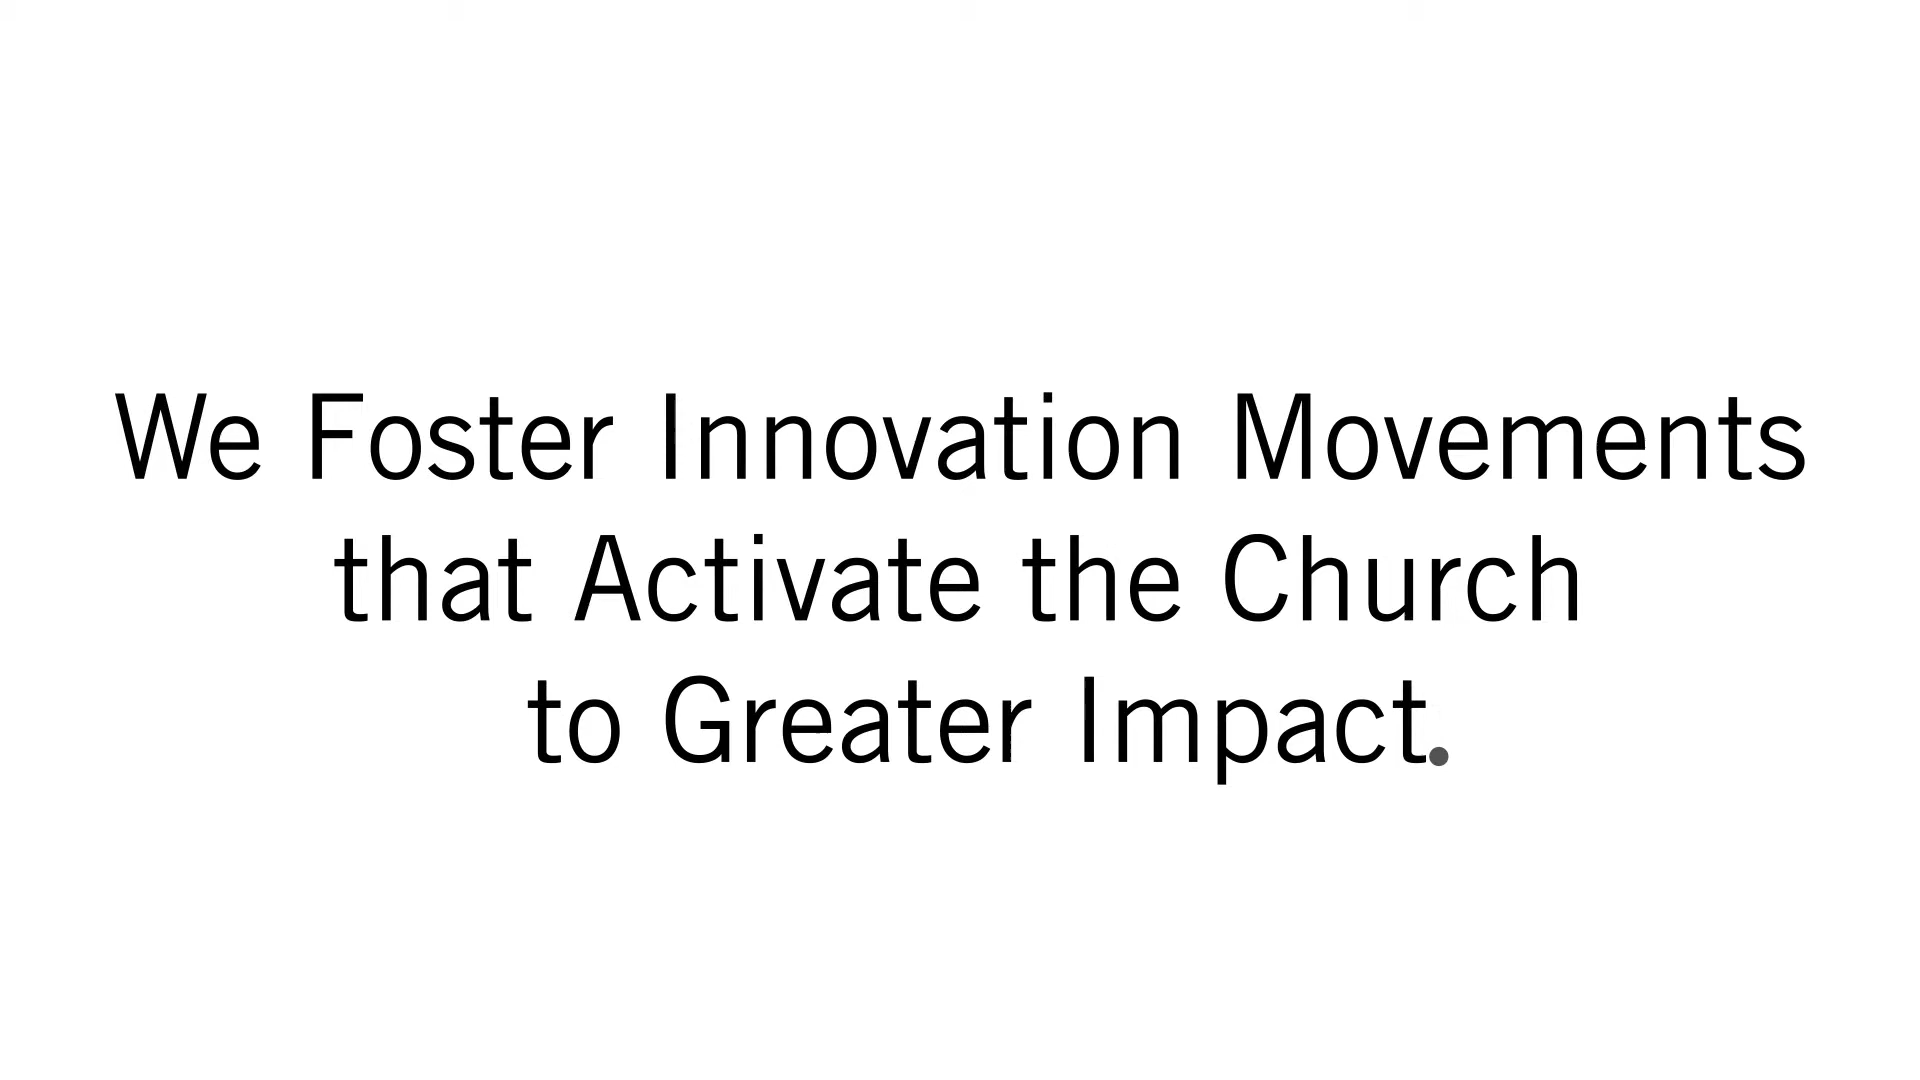 We Foster Innovation Movements
that Activate the Church
to Greater Impact.